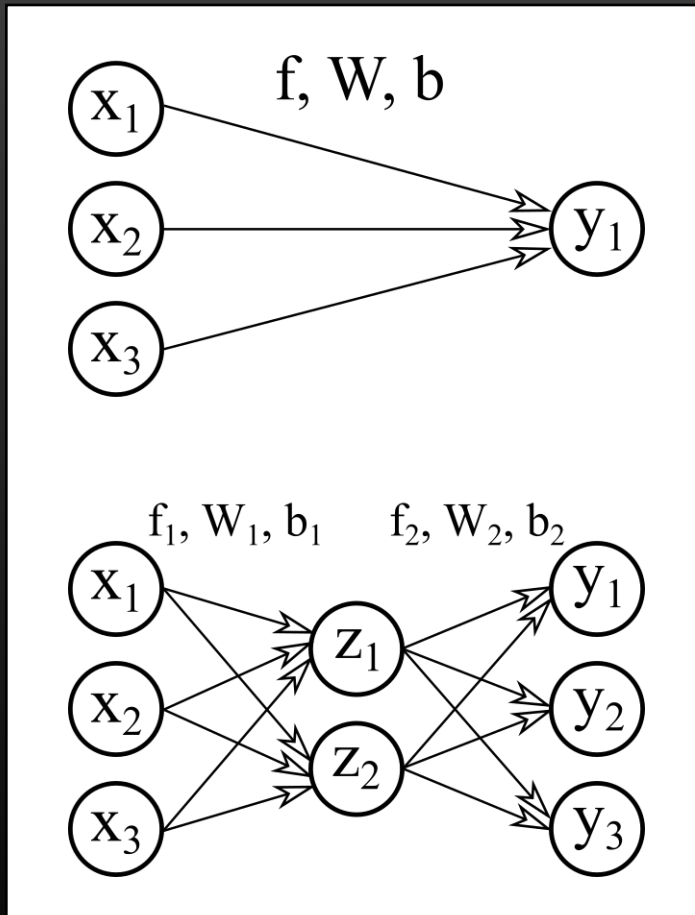 f, W, b
x₁
x₂
x₃
y₁
f₁, W₁, b₁
f₂, W₂, b₂
x₁
x₂
x₃
z₁
z₂
y₁
y₂
y₃